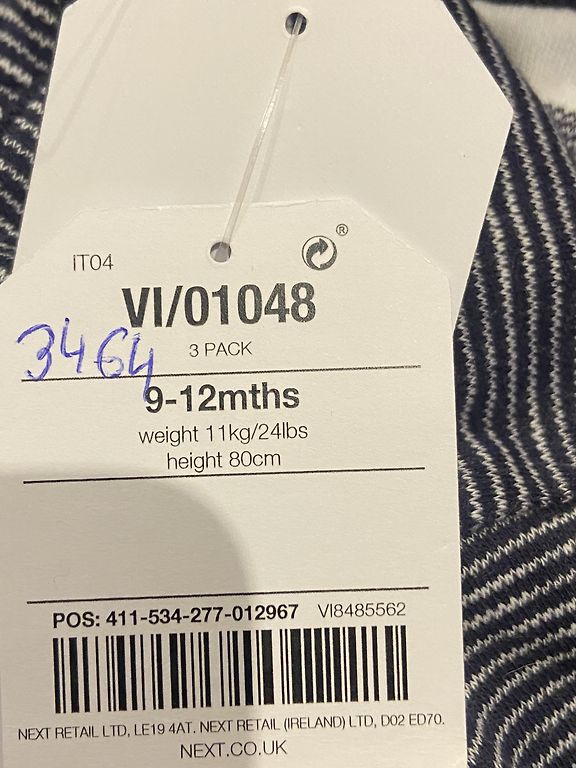 IT04
®
VI/01048
3464
3 PACK
9-12mths
weight 11kg/24lbs
height 80cm
POS: 411-534-277-012967 VI8485562
NEXT RETAIL LTD, LE19 4AT. NEXT RETAIL (IRELAND) LTD, D02 ED70.
NEXT.CO.UK